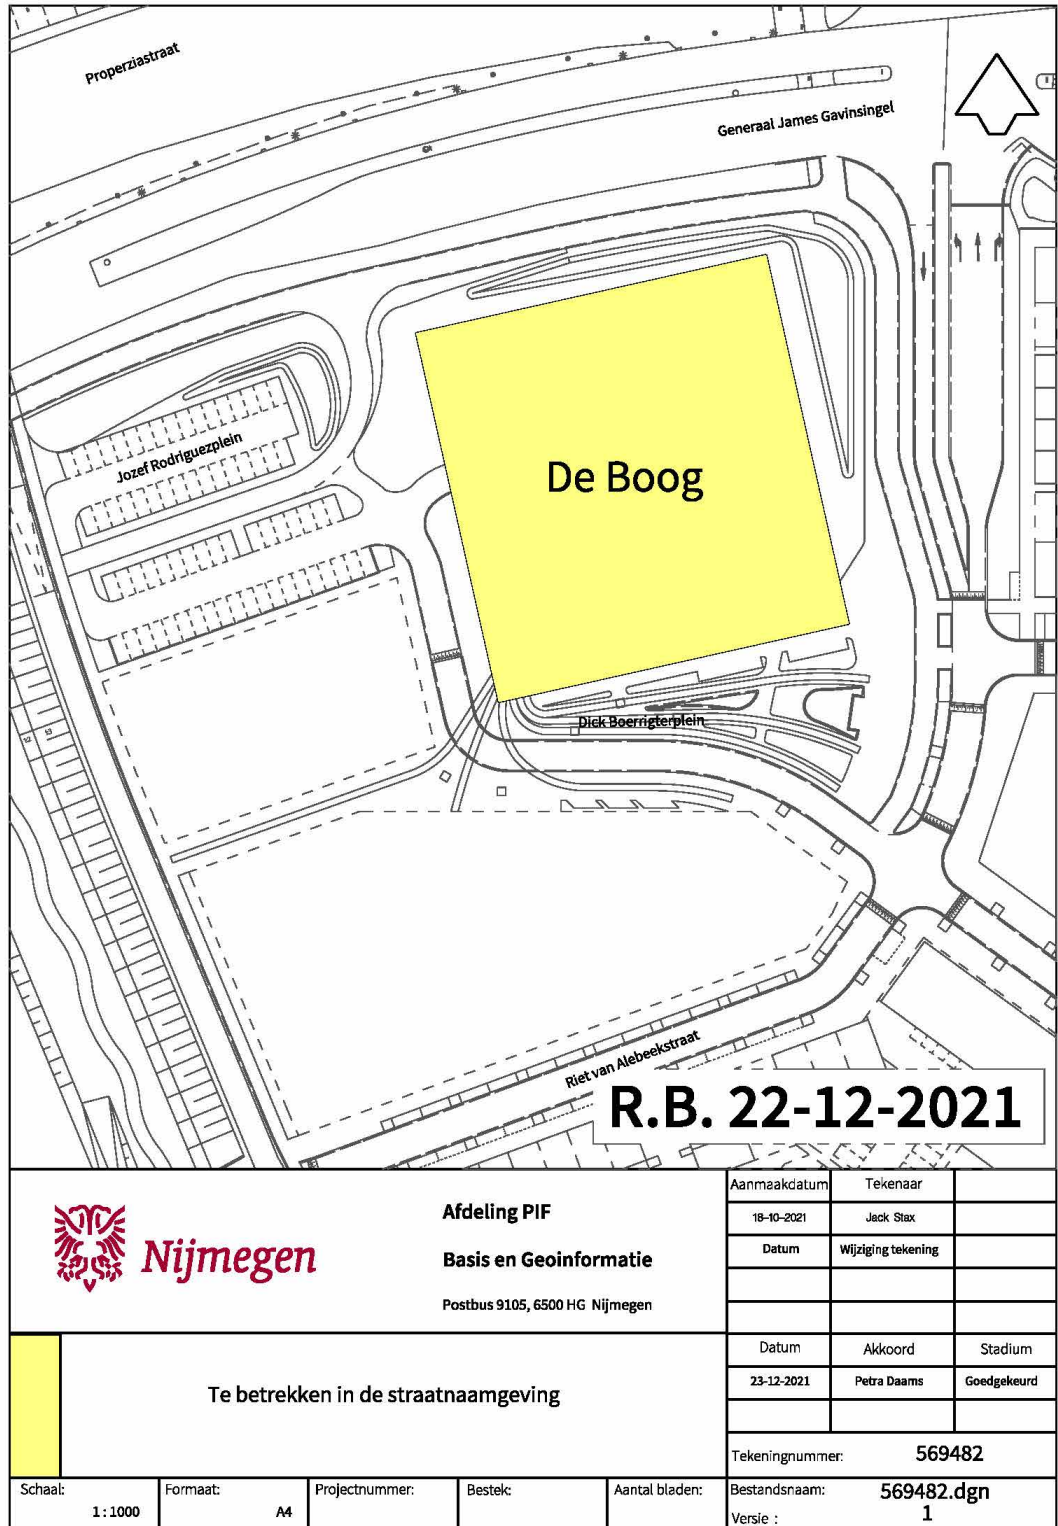 Properziastraat
Generaal James Gavinsingel
Jozef Rodriguezplein
De Boog
Dick Boerrigterplein
Riet van Alebeekstraat
R.B. 22-12-2021
Nijmegen
Afdeling PIF
Basis en Geoinformatie
Postbus 9105, 6500 HG Nijmegen
Aanmaakdatum Tekenaar
18-10-2021 Jack Stax
Datum Wijziging tekening
Datum Akkoord Stadium
23-12-2021 Petra Daams Goedgekeurd
Te betrekken in de straatnaamgeving
Tekeningnummer: 569482
Schaal: 1:1000
Formaat: A4
Projectnummer:
Bestek:
Aantal bladen:
Bestandsnaam: 569482.dgn
Versie : 1